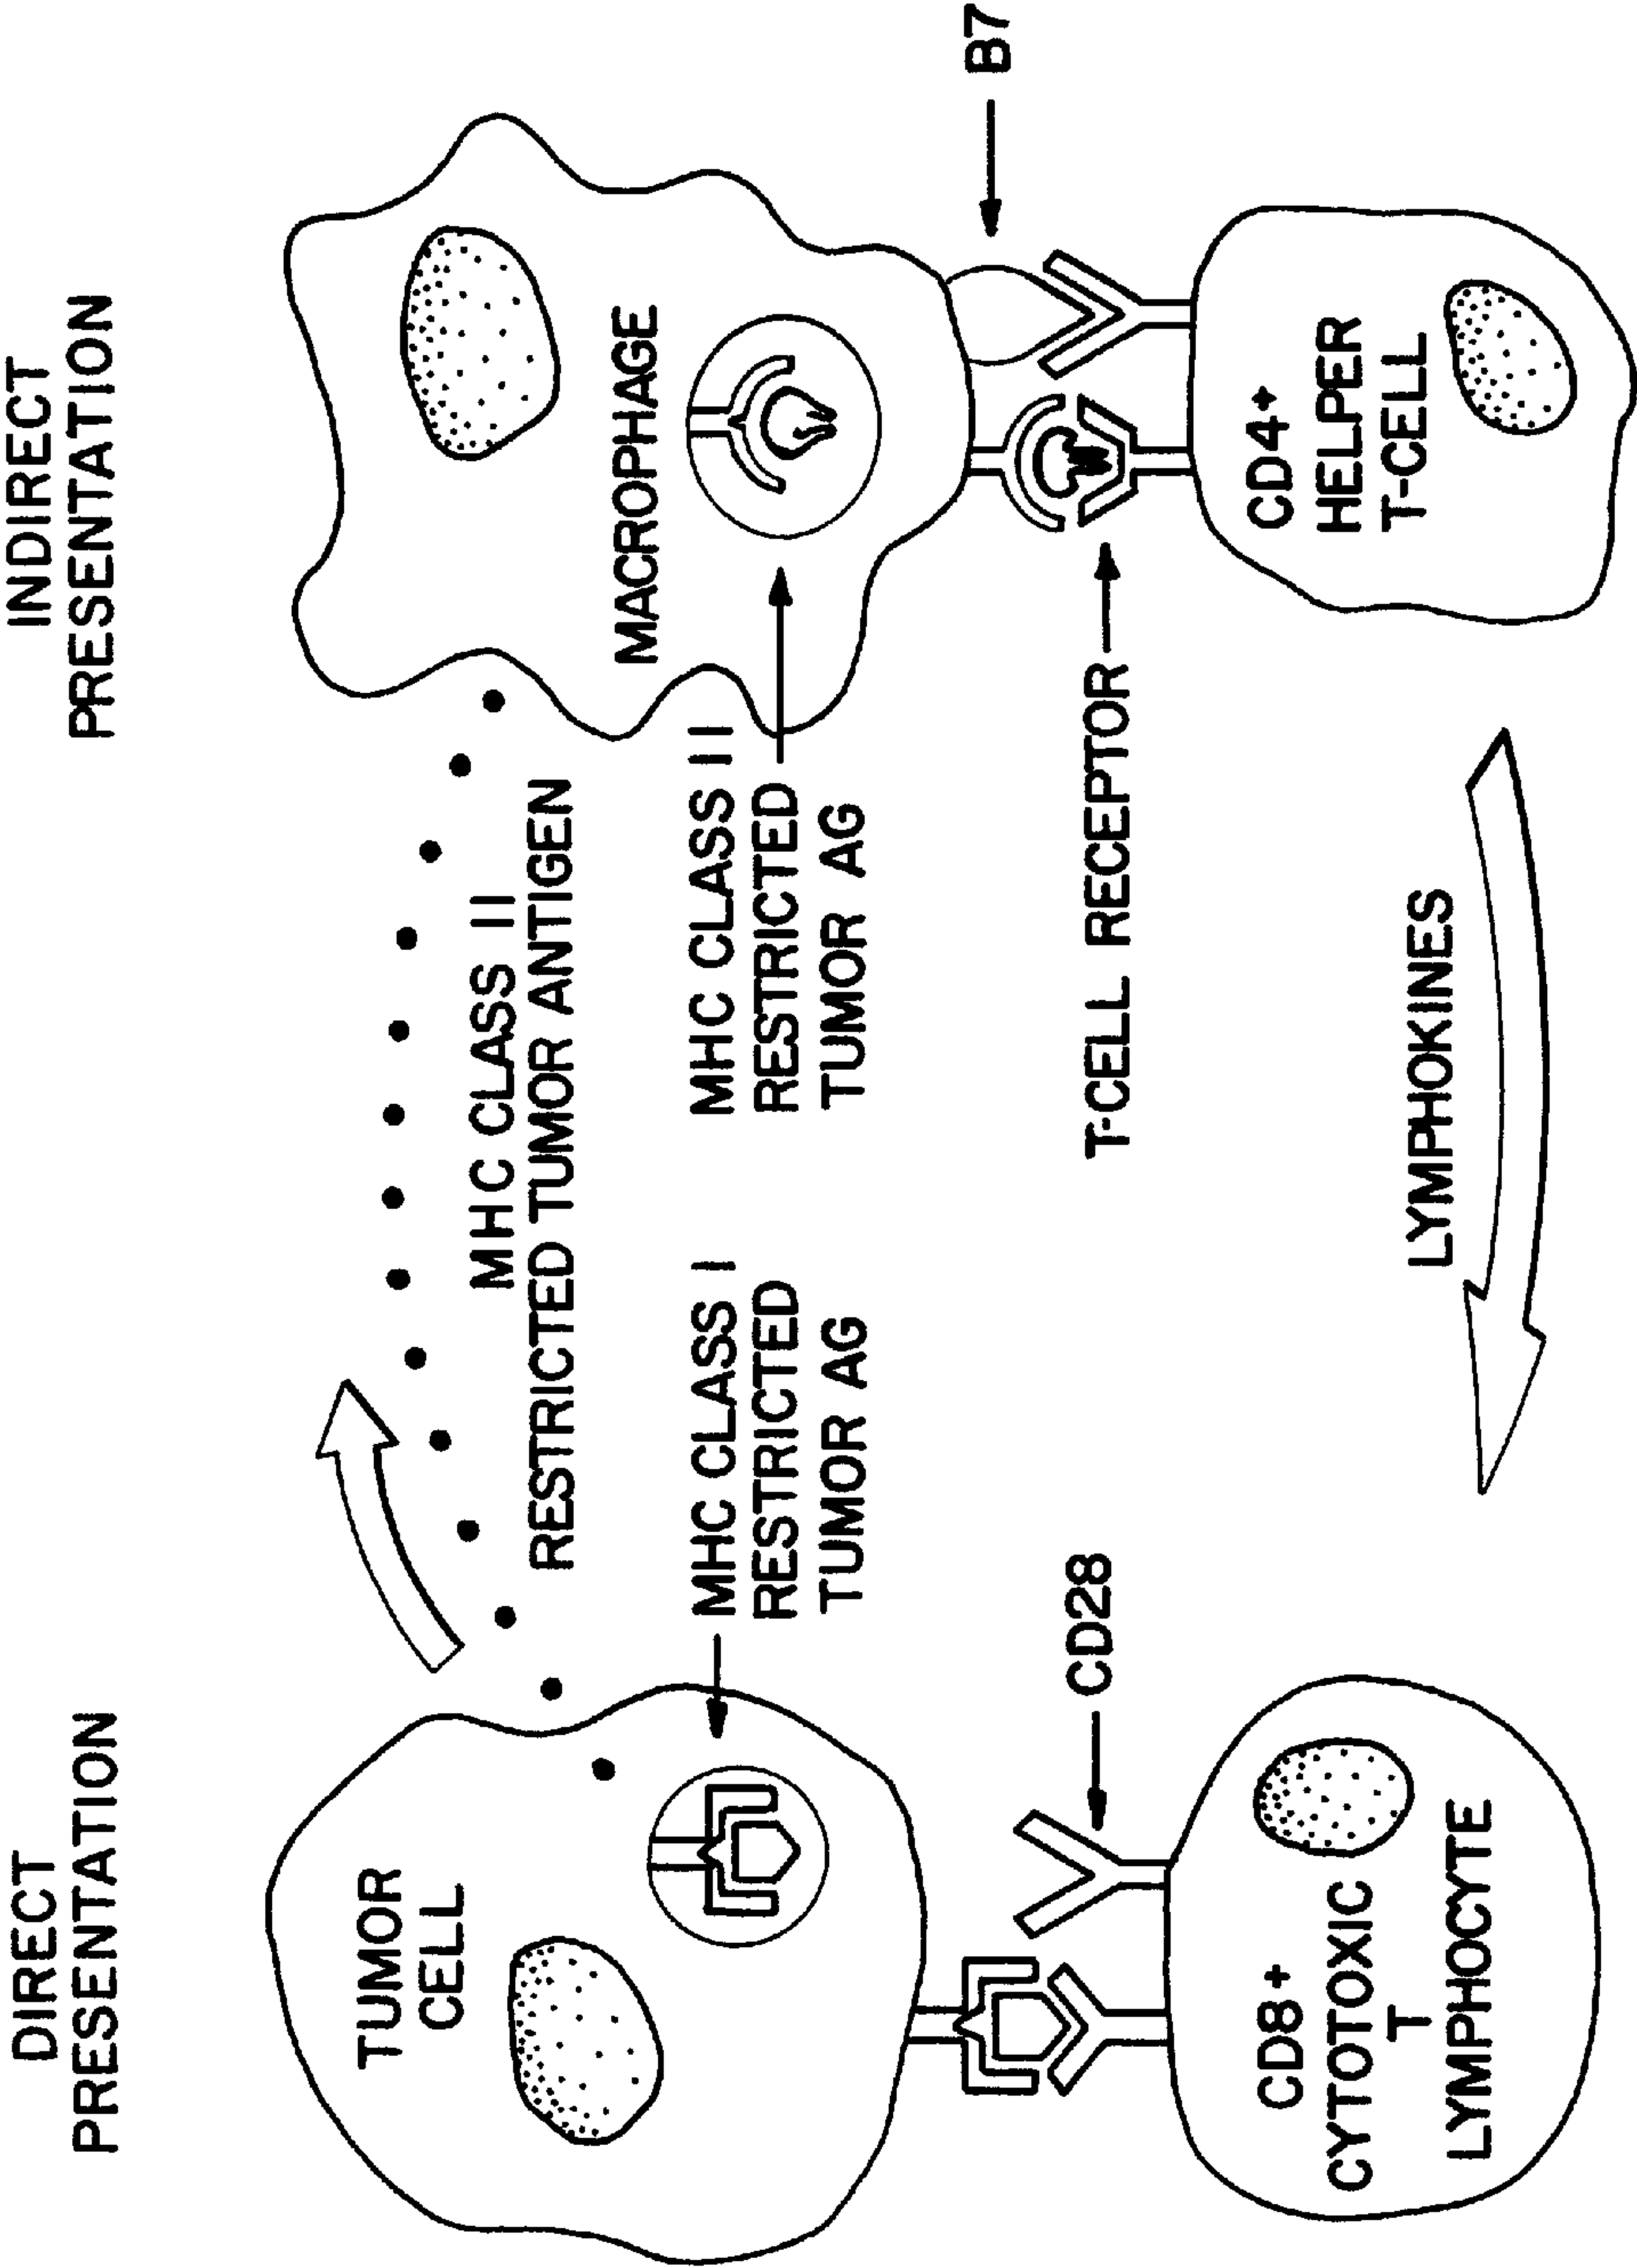 DIRECT
PRESENTATION
INDIRECT
PRESENTATION
TUMOR
CELL
MHC CLASS II
RESTRICTED TUMOR ANTIGEN
MACROPHAGE
MHC CLASS I
RESTRICTED
TUMOR AG
MHC CLASS II
RESTRICTED
TUMOR AG
B7
CD28
T-CELL RECEPTOR
CD8+
CYTOTOXIC
T
LYMPHOCYTE
LYMPHOKINES
CD4+
HELPER
T-CELL